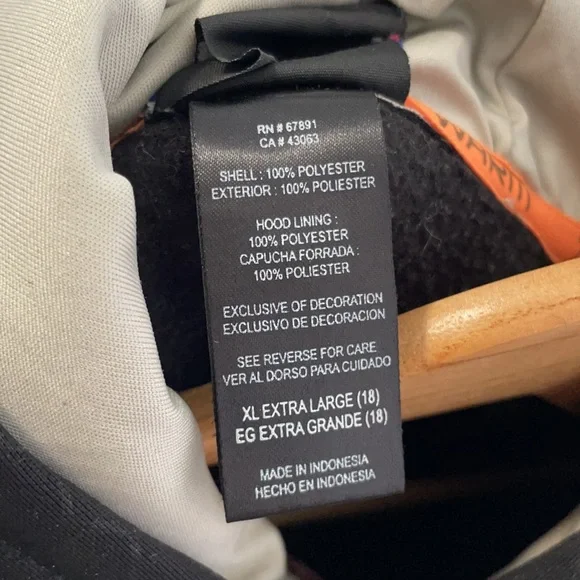 RN # 67891
CA # 43063
SHELL : 100% POLYESTER
EXTERIOR : 100% POLIESTER
HOOD LINING :
100% POLYESTER
CAPUCHA FORRADA :
100% POLIESTER
EXCLUSIVE OF DECORATION
EXCLUSIVO DE DECORACION
SEE REVERSE FOR CARE
VER AL DORSO PARA CUIDADO
XL EXTRA LARGE (18)
EG EXTRA GRANDE (18)
MADE IN INDONESIA
HECHO EN INDONESIA